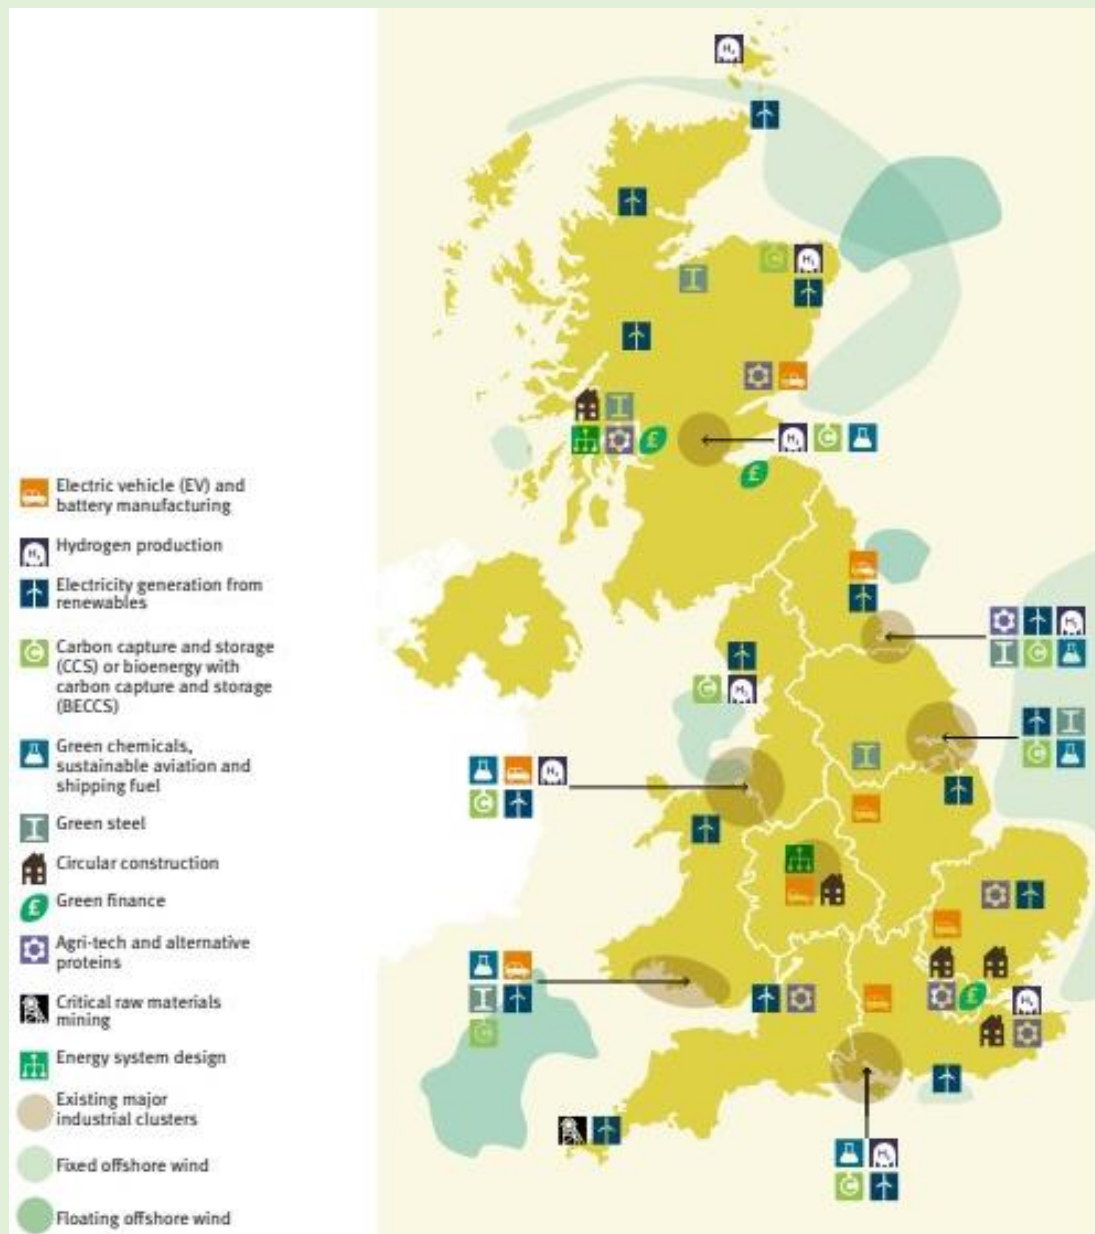 Electric vehicle (EV) and
battery manufacturing
Hydrogen production
Electricity generation from
renewables
Carbon capture and storage
(CCS) or bioenergy with
carbon capture and storage
(BECCS)
Green chemicals,
sustainable aviation and
shipping fuel
Green steel
Circular construction
Green finance
Agri-tech and alternative
proteins
Critical raw materials
mining
Energy system design
Existing major
industrial clusters
Fixed offshore wind
Floating offshore wind